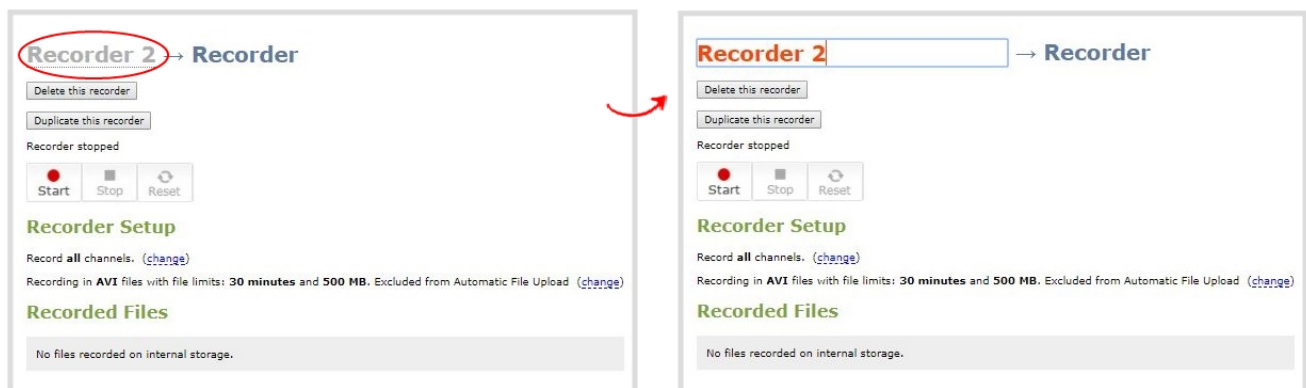 Recorder 2 → Recorder
Delete this recorder
Duplicate this recorder
Recorder stopped
Start Stop Reset
Recorder Setup
Record all channels. (change)
Recording in AVI files with file limits: 30 minutes and 500 MB. Excluded from Automatic File Upload (change)
Recorded Files
No files recorded on internal storage.
Recorder 2 → Recorder
Delete this recorder
Duplicate this recorder
Recorder stopped
Start Stop Reset
Recorder Setup
Record all channels. (change)
Recording in AVI files with file limits: 30 minutes and 500 MB. Excluded from Automatic File Upload (change)
Recorded Files
No files recorded on internal storage.